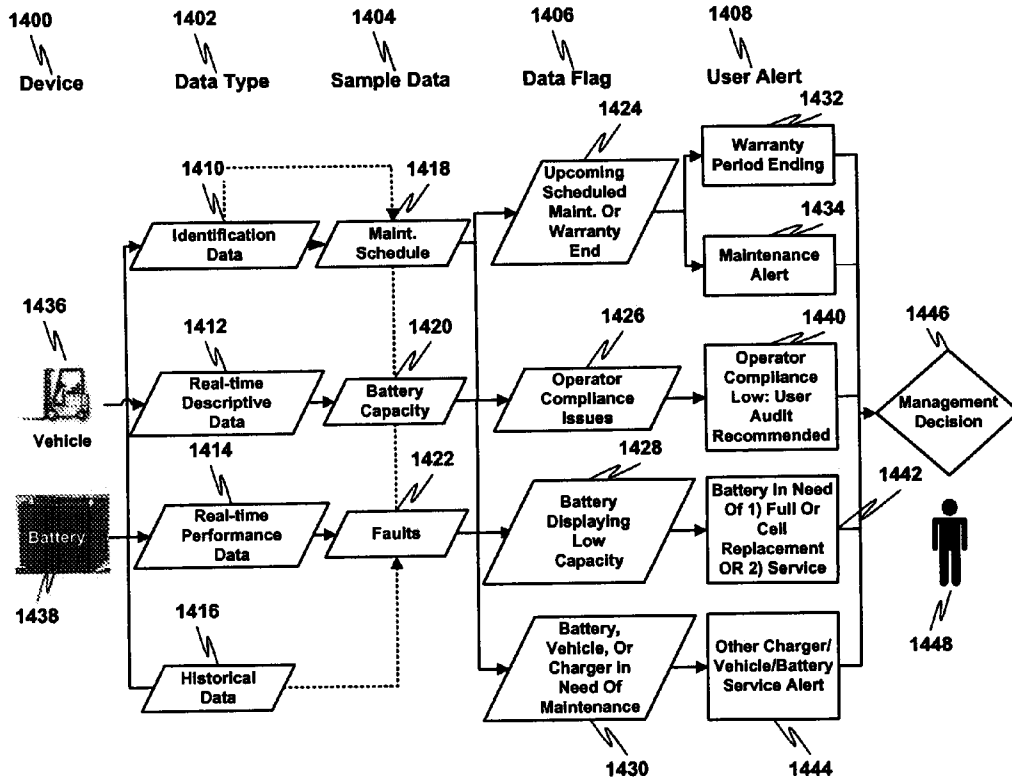 1400
1402
1404
1406
1408
Device
Data Type
Sample Data
Data Flag
User Alert
1424
1432
1410
1418
Warranty
Period Ending
Upcoming
Scheduled
Maint. Or
Warranty
End
1434
Identification
Data
Maint.
Schedule
Maintenance
Alert
1436
1412
1420
1426
1440
1446
Real-time
Descriptive
Data
Battery
Capacity
Operator
Compliance
Issues
Operator
Compliance
Low: User
Audit
Recommended
Management
Decision
Vehicle
1414
1422
1428
1442
Battery
Real-time
Performance
Data
Faults
Battery
Displaying
Low
Capacity
Battery In Need
Of 1) Full Or
Cell
Replacement
OR 2) Service
1438
1416
1448
Historical
Data
Battery,
Vehicle, Or
Charger In
Need Of
Maintenance
Other Charger/
Vehicle/Battery
Service Alert
1430
1444